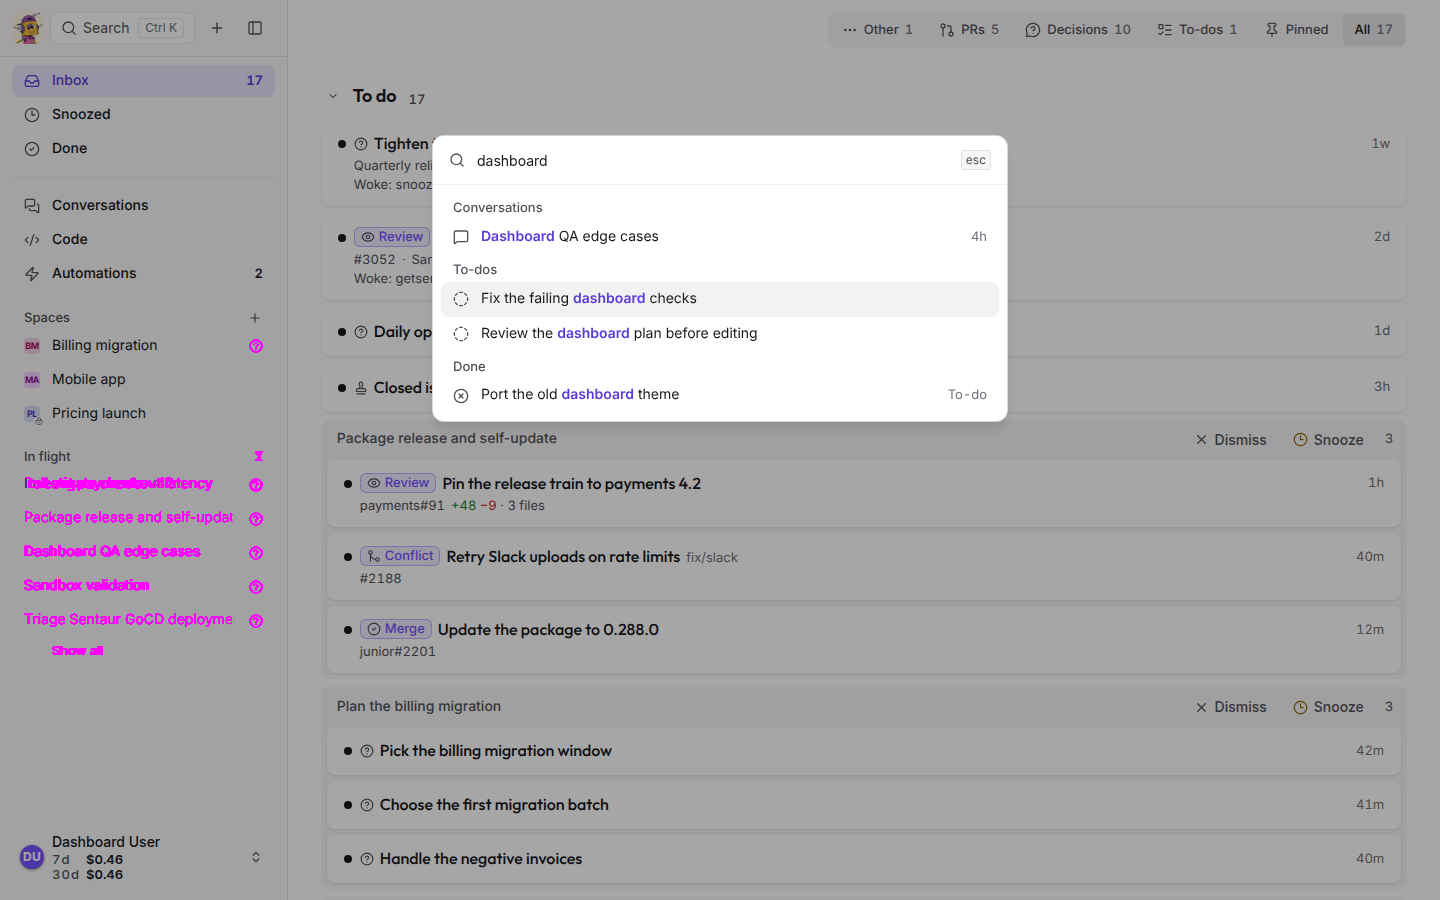 Search Ctrl K
Inbox 17
Snoozed
Done
Conversations
Code
Automations 2
Spaces
BM Billing migration
MA Mobile app
PL Pricing launch
In flight
Package release and self-updat
Dashboard QA edge cases
Sandbox validation
Triage Sentaur GoCD deployme
Show all
DU Dashboard User
7d $0.46
30d $0.46
Other 1 PRs 5 Decisions 10 To-dos 1 Pinned All 17
To do 17
Tighten 1w
Quarterly reli
Woke: snooz
Review 2d
#3052 · Sar
Woke: getser
Daily op 1d
Closed is 3h
dashboard esc
Conversations
Dashboard QA edge cases 4h
To-dos
Fix the failing dashboard checks
Review the dashboard plan before editing
Done
Port the old dashboard theme To-do
Package release and self-update Dismiss Snooze 3
Review Pin the release train to payments 4.2 1h
payments#91 +48 −9 · 3 files
Conflict Retry Slack uploads on rate limits fix/slack 40m
#2188
Merge Update the package to 0.288.0 12m
junior#2201
Plan the billing migration Dismiss Snooze 3
Pick the billing migration window 42m
Choose the first migration batch 41m
Handle the negative invoices 40m